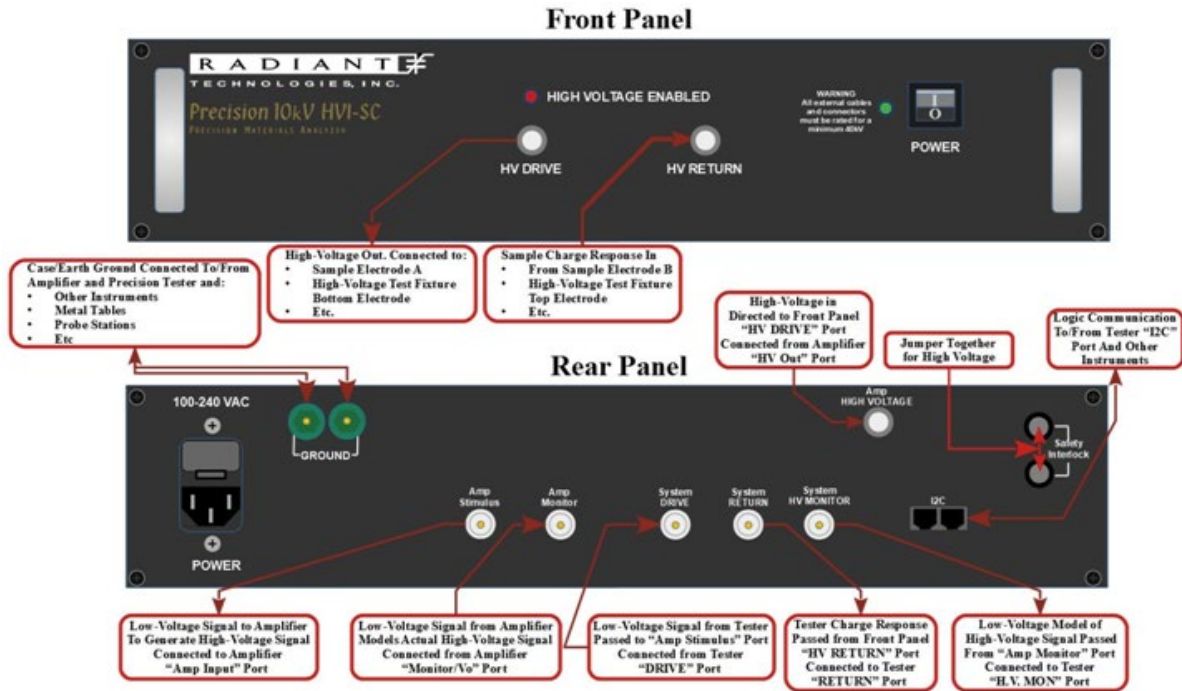 Front Panel
RADIANT
TECHNOLOGIES, INC.
Precision 10kV HVI-SC
PRECISION MATERIALS ANALYZER
HIGH VOLTAGE ENABLED
HV DRIVE
HV RETURN
WARNING
All external cables
and connectors
must be rated for a
minimum 40kV
I
O
POWER
Case/Earth Ground Connected To/From
Amplifier and Precision Tester and:
• Other Instruments
• Metal Tables
• Probe Stations
• Etc
High-Voltage Out. Connected to:
• Sample Electrode A
• High-Voltage Test Fixture
Bottom Electrode
• Etc.
Sample Charge Response In
• From Sample Electrode B
• High-Voltage Test Fixture
Top Electrode
• Etc.
High-Voltage in
Directed to Front Panel
“HV DRIVE” Port
Connected from Amplifier
“HV Out” Port
Jumper Together
for High Voltage
Logic Communication
To/From Tester “I2C”
Port And Other
Instruments
Rear Panel
100-240 VAC
GROUND
POWER
Amp
Stimulus
Amp
Monitor
System
DRIVE
System
RETURN
System
HV MONITOR
Amp
HIGH VOLTAGE
I2C
Safety
Interlock
Low-Voltage Signal to Amplifier
To Generate High-Voltage Signal
Connected to Amplifier
“Amp Input” Port
Low-Voltage Signal from Amplifier
Models Actual High-Voltage Signal
Connected from Amplifier
“Monitor/Vo” Port
Low-Voltage Signal from Tester
Passed to “Amp Stimulus” Port
Connected from Tester
“DRIVE” Port
Tester Charge Response
Passed from Front Panel
“HV RETURN” Port
Connected to Tester
“RETURN” Port
Low-Voltage Model of
High-Voltage Signal Passed
From “Amp Monitor” Port
Connected to Tester
“H.V. MON” Port